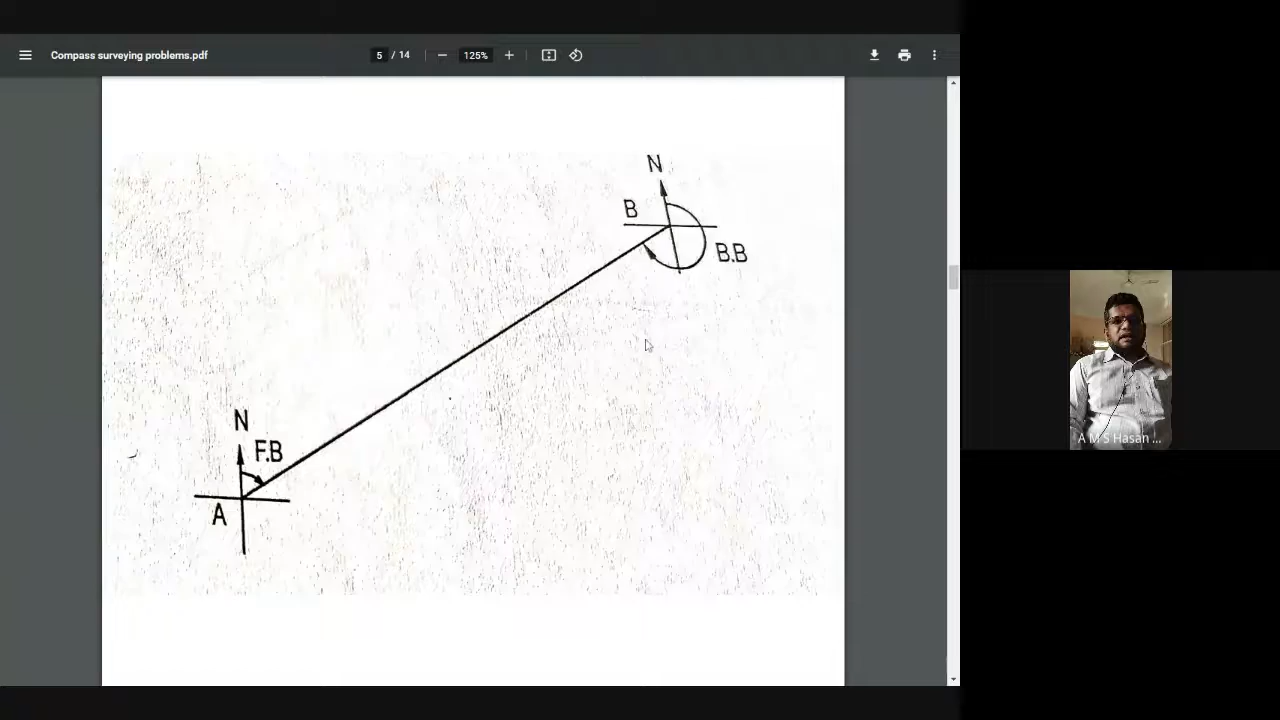 Compass surveying problems.pdf
5 / 14
125%
N
B
B.B
N
F.B
A
A M S Hasan ...